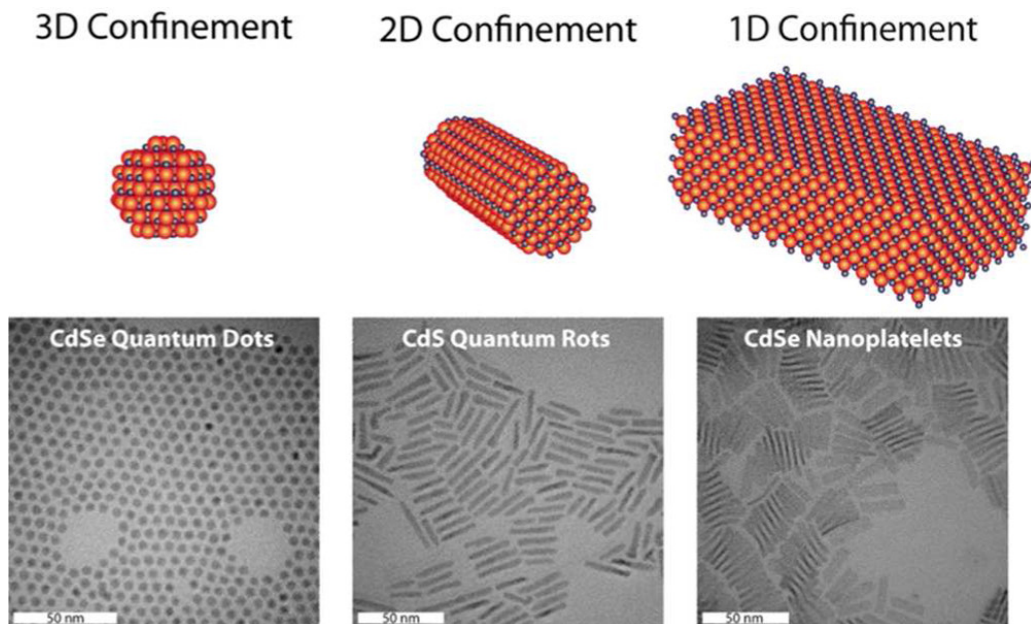 3D Confinement
2D Confinement
1D Confinement
CdSe Quantum Dots
CdS Quantum Rots
CdSe Nanoplatelets
50 nm
50 nm
50 nm